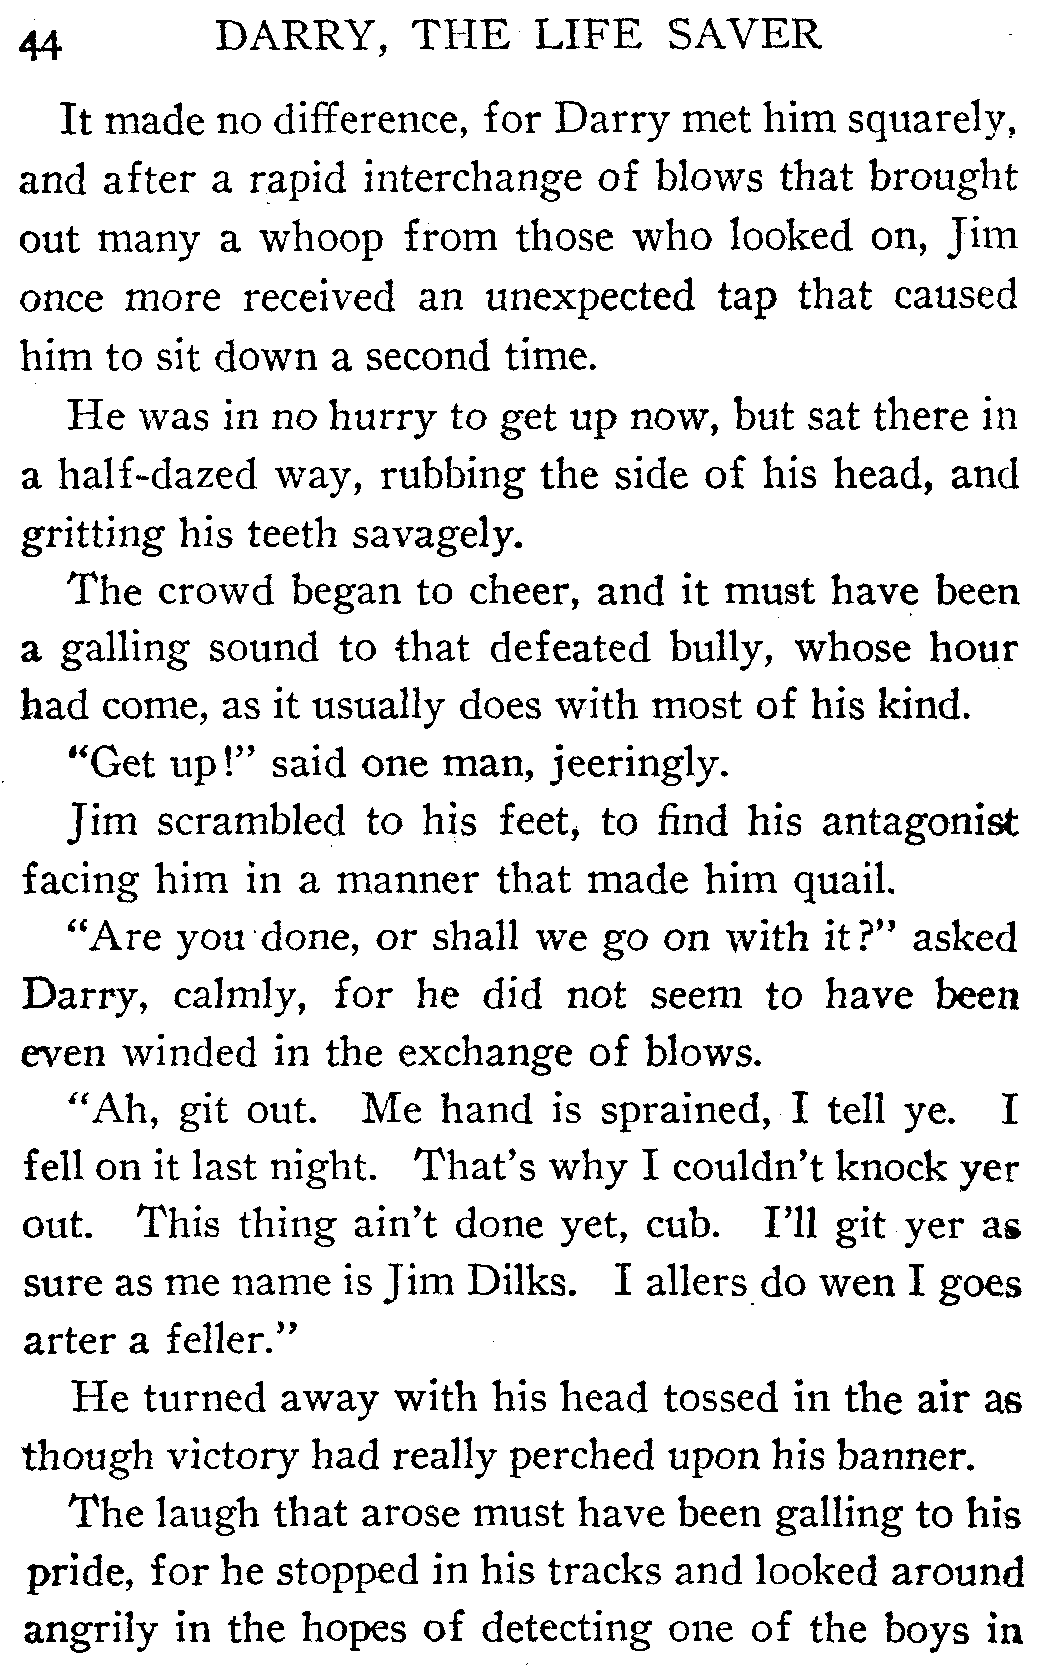 44 DARRY, THE LIFE SAVER
It made no difference, for Darry met him squarely,
and after a rapid interchange of blows that brought
out many a whoop from those who looked on, Jim
once more received an unexpected tap that caused
him to sit down a second time.
He was in no hurry to get up now, but sat there in
a half-dazed way, rubbing the side of his head, and
gritting his teeth savagely.
The crowd began to cheer, and it must have been
a galling sound to that defeated bully, whose hour
had come, as it usually does with most of his kind.
"Get up!" said one man, jeeringly.
Jim scrambled to his feet, to find his antagonist
facing him in a manner that made him quail.
"Are you done, or shall we go on with it?" asked
Darry, calmly, for he did not seem to have been
even winded in the exchange of blows.
"Ah, git out. Me hand is sprained, I tell ye. I
fell on it last night. That's why I couldn't knock yer
out. This thing ain't done yet, cub. I'll git yer as
sure as me name is Jim Dilks. I allers do wen I goes
arter a feller."
He turned away with his head tossed in the air as
though victory had really perched upon his banner.
The laugh that arose must have been galling to his
pride, for he stopped in his tracks and looked around
angrily in the hopes of detecting one of the boys in